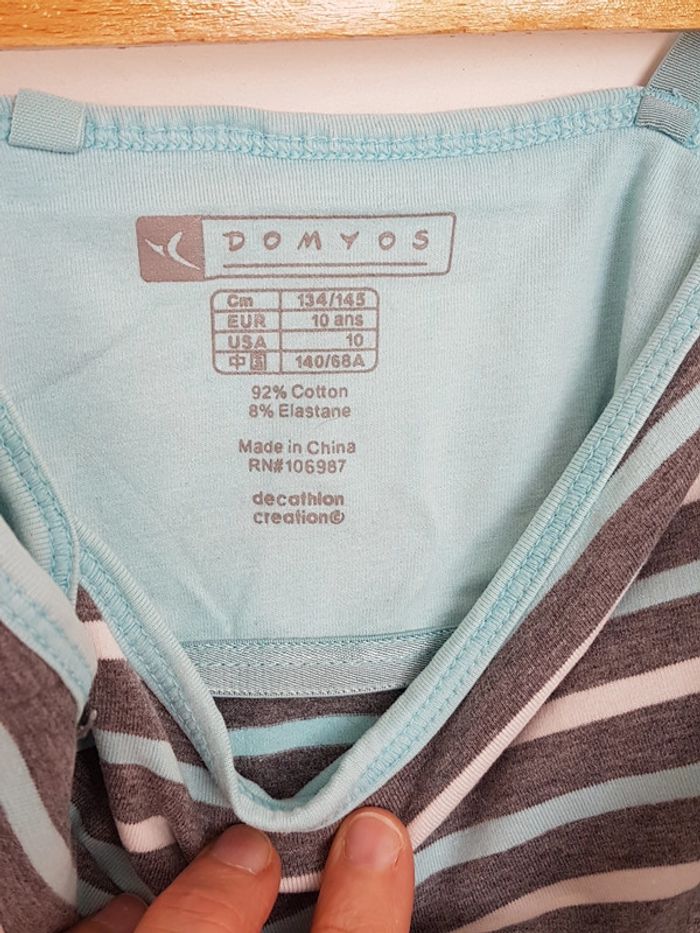 DOMYOS
Cm 134/145
EUR 10 ans
USA 10
中国 140/68A
92% Cotton
8% Elastane
Made in China
RN#106987
decathlon
creation©